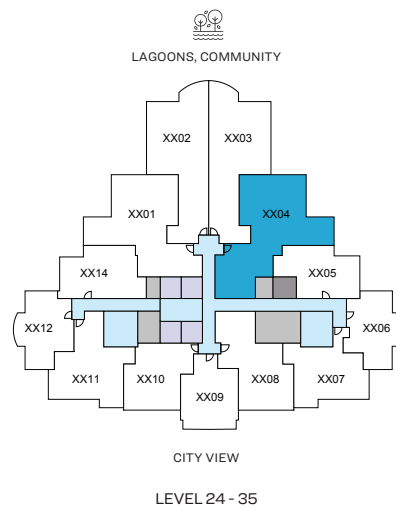 LAGOONS, COMMUNITY
XX02
XX03
XX01
XX04
XX14
XX05
XX12
XX06
XX11
XX10
XX08
XX07
XX09
CITY VIEW
LEVEL 24 - 35